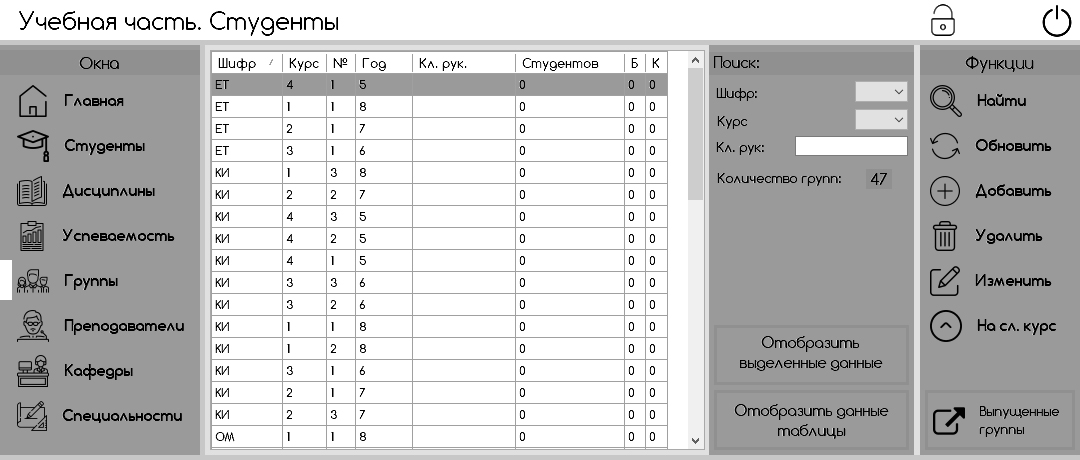 Учебная часть. Студенты
Окна
Главная
Студенты
Дисциплины
Успеваемость
Группы
Преподаватели
Кафедры
Специальности
Шифр Курс № Год Кл. рук. Студентов Б К
ЕТ 4 1 5 0 0 0
ЕТ 1 1 8 0 0 0
ЕТ 2 1 7 0 0 0
ЕТ 3 1 6 0 0 0
КИ 1 3 8 0 0 0
КИ 2 2 7 0 0 0
КИ 4 3 5 0 0 0
КИ 4 2 5 0 0 0
КИ 4 1 5 0 0 0
КИ 3 3 6 0 0 0
КИ 3 2 6 0 0 0
КИ 1 1 8 0 0 0
КИ 1 2 8 0 0 0
КИ 3 1 6 0 0 0
КИ 2 1 7 0 0 0
КИ 2 3 7 0 0 0
ОМ 1 1 8 0 0 0
Поиск:
Шифр:
Курс
Кл. рук:
Количество групп: 47
Отобразить
выделенные данные
Отобразить данные
таблицы
Функции
Найти
Обновить
Добавить
Удалить
Изменить
На сл. курс
Выпущенные
группы